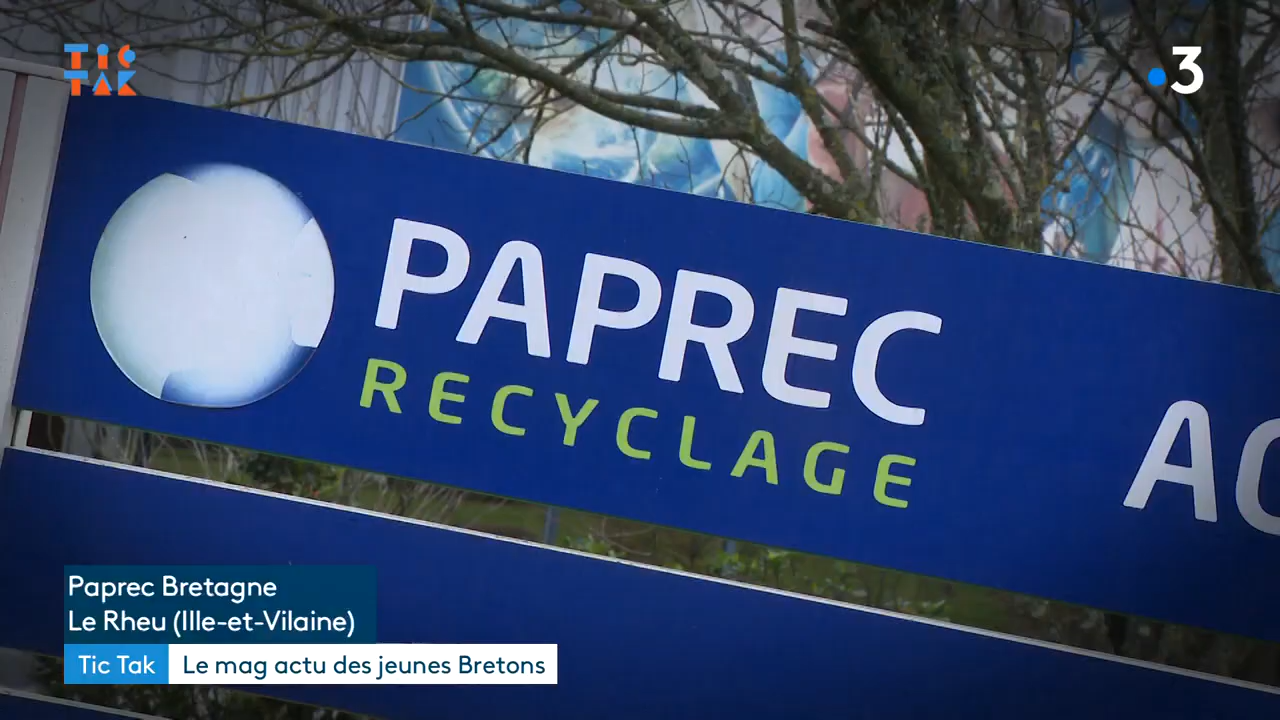 TIC
TAK
3
PAPREC
RECYCLAGE
Paprec Bretagne
Le Rheu (Ille-et-Vilaine)
Tic Tak
Le mag actu des jeunes Bretons